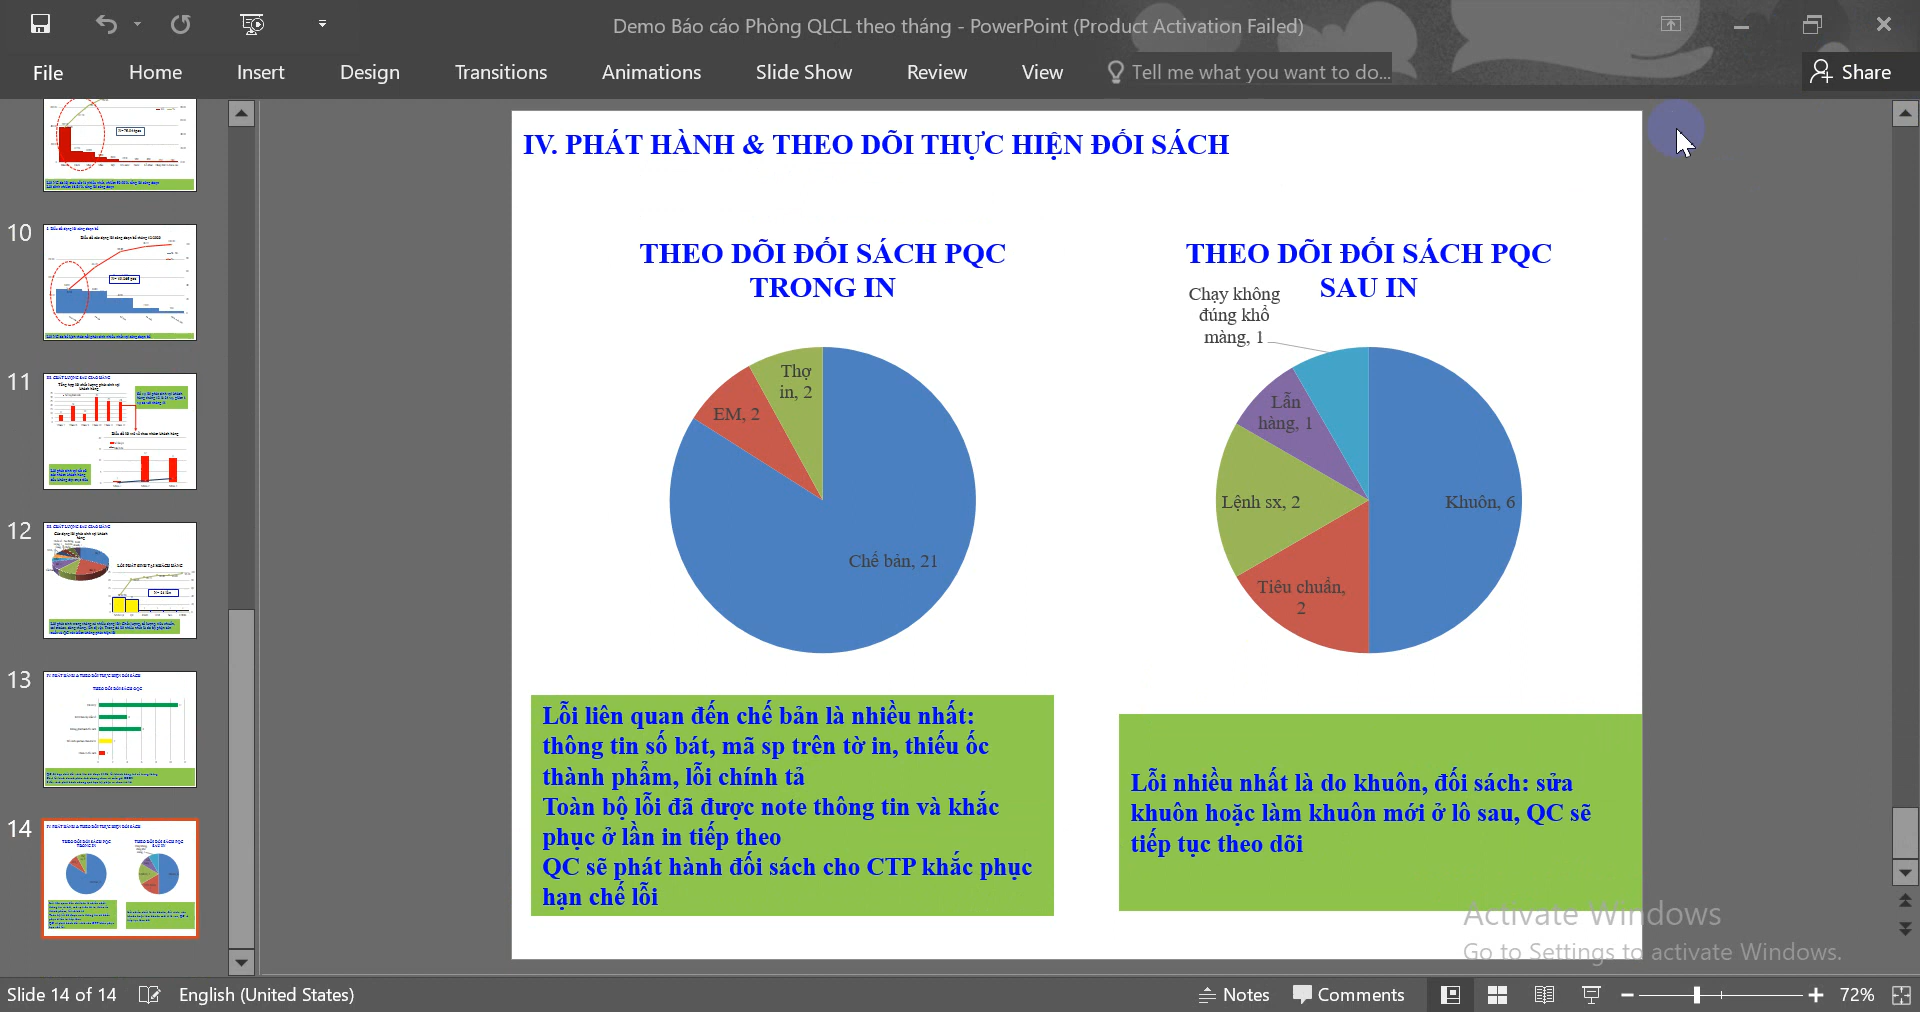 Demo Báo cáo Phòng QLCL theo tháng - PowerPoint (Product Activation Failed)
File Home Insert Design Transitions Animations Slide Show Review View Tell me what you want to do... Share
10
11
12
13
14
IV. PHÁT HÀNH & THEO DÕI THỰC HIỆN ĐỐI SÁCH
THEO DÕI ĐỐI SÁCH PQC
TRONG IN
Thợ
in, 2
EM, 2
Chế bản, 21
THEO DÕI ĐỐI SÁCH PQC
SAU IN
Chạy không
đúng khổ
màng, 1
Lẫn
hàng, 1
Lệnh sx, 2
Khuôn, 6
Tiêu chuẩn,
2
Lỗi liên quan đến chế bản là nhiều nhất:
thông tin số bát, mã sp trên tờ in, thiếu ốc
thành phẩm, lỗi chính tả
Toàn bộ lỗi đã được note thông tin và khắc
phục ở lần in tiếp theo
QC sẽ phát hành đối sách cho CTP khắc phục
hạn chế lỗi
Lỗi nhiều nhất là do khuôn, đối sách: sửa
khuôn hoặc làm khuôn mới ở lô sau, QC sẽ
tiếp tục theo dõi
Activate Windows
Go to Settings to activate Windows.
Slide 14 of 14 English (United States) Notes Comments 72%